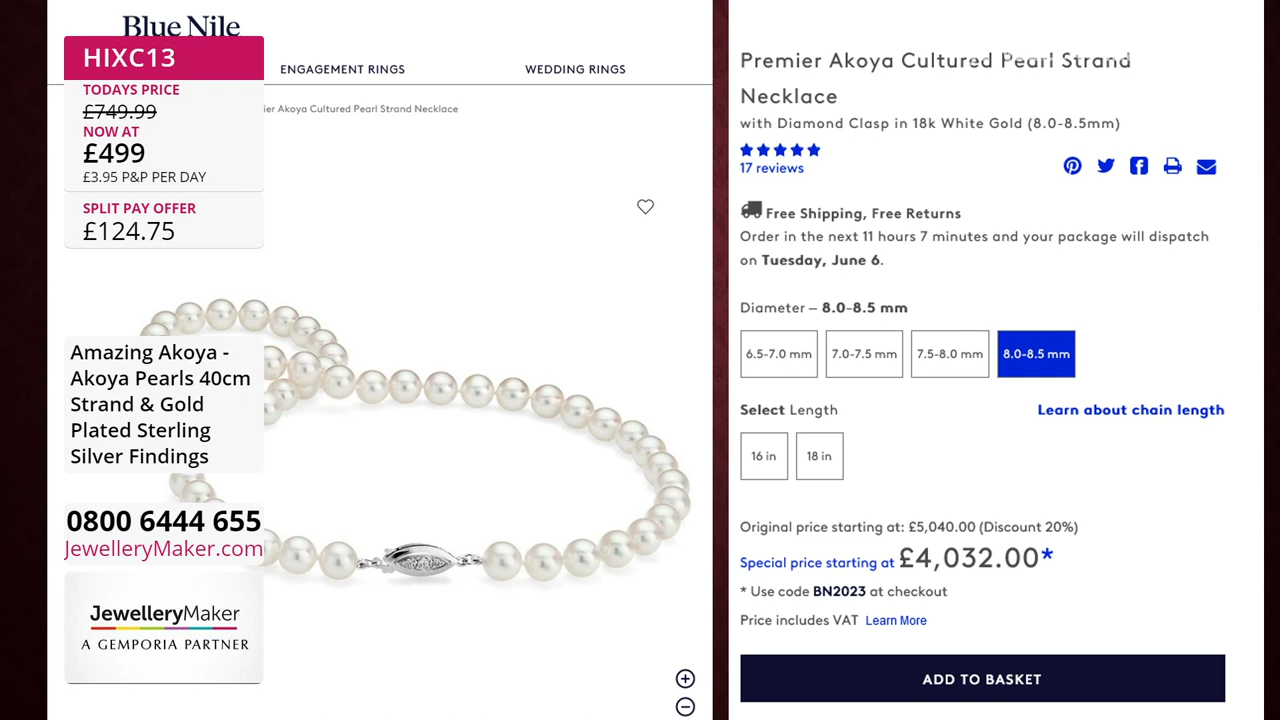 Blue Nile
HIXC13
TODAYS PRICE
£749.99
NOW AT
£499
£3.95 P&P PER DAY
SPLIT PAY OFFER
£124.75
ENGAGEMENT RINGS
WEDDING RINGS
ier Akoya Cultured Pearl Strand Necklace
Amazing Akoya -
Akoya Pearls 40cm
Strand & Gold
Plated Sterling
Silver Findings
0800 6444 655
JewelleryMaker.com
JewelleryMaker
A GEMPORIA PARTNER
Premier Akoya Cultured Pearl Strand
Necklace
with Diamond Clasp in 18k White Gold (8.0-8.5mm)
17 reviews
Free Shipping, Free Returns
Order in the next 11 hours 7 minutes and your package will dispatch
on Tuesday, June 6.
Diameter – 8.0-8.5 mm
6.5-7.0 mm
7.0-7.5 mm
7.5-8.0 mm
8.0-8.5 mm
Select Length
Learn about chain length
16 in
18 in
Original price starting at: £5,040.00 (Discount 20%)
Special price starting at £4,032.00*
* Use code BN2023 at checkout
Price includes VAT Learn More
ADD TO BASKET